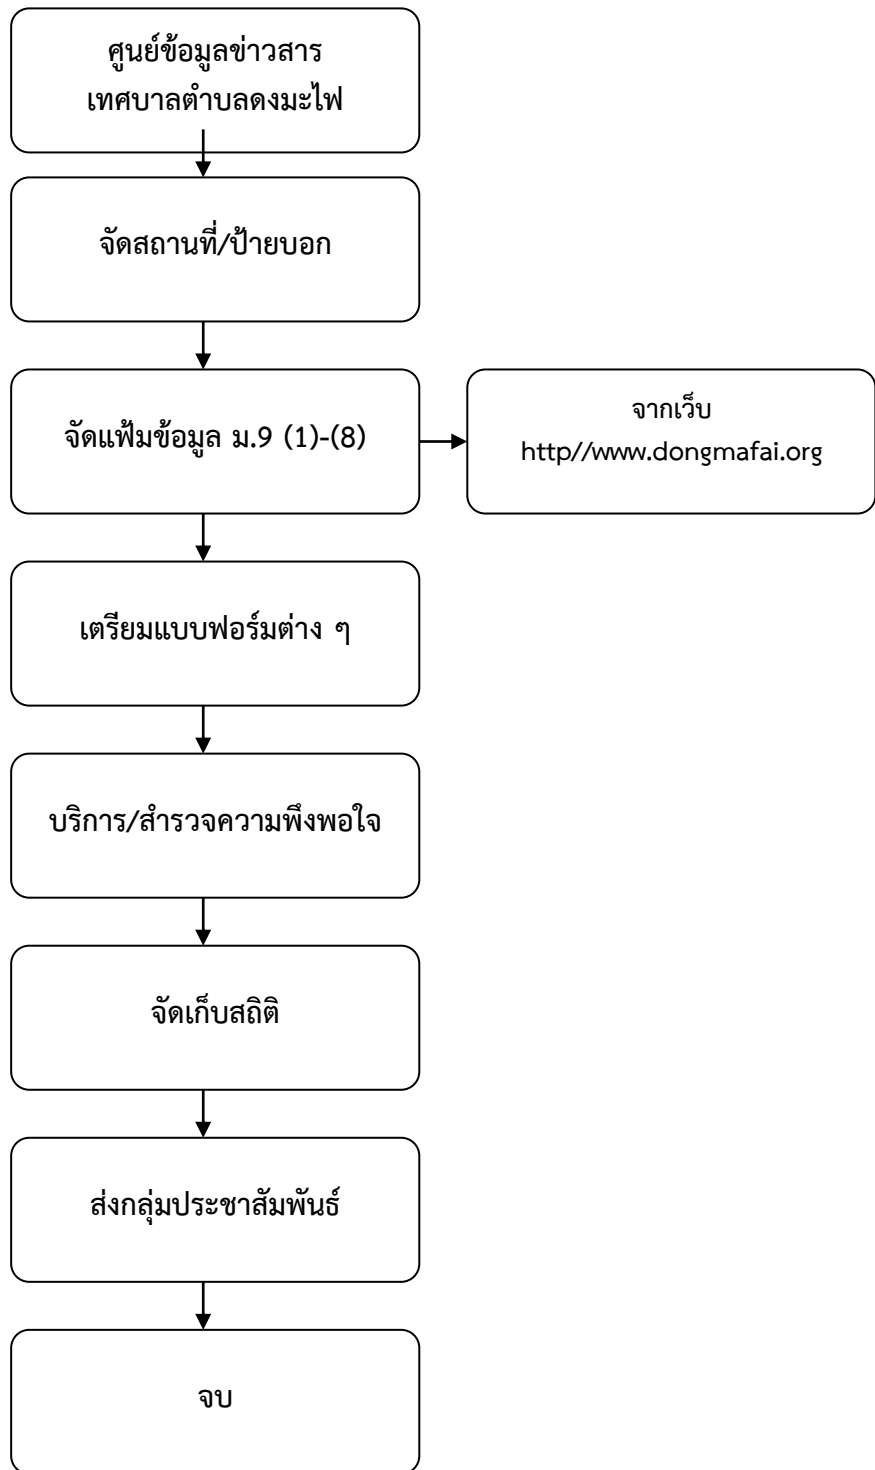 ศูนย์ข้อมูลข่าวสาร
เทศบาลตำบลดงมะไฟ
จัดสถานที่/ป้ายบอก
จัดแฟ้มข้อมูล ม.9 (1)-(8)
จากเว็บ
http//www.dongmafai.org
เตรียมแบบฟอร์มต่าง ๆ
บริการ/สำรวจความพึงพอใจ
จัดเก็บสถิติ
ส่งกลุ่มประชาสัมพันธ์
จบ